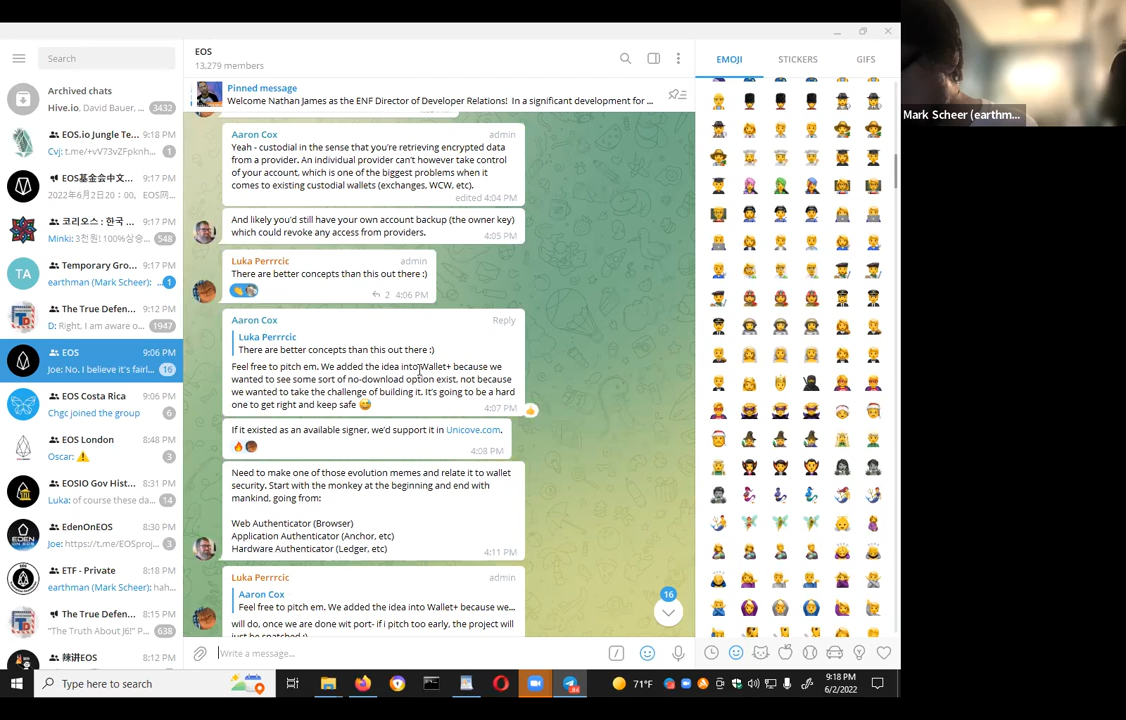 Search
Archived chats
Hive.io, David Bauer, ... 3432
EOS.io Jungle Te... 9:18 PM
Cvj: t.me/+vV73vZFpknh... 1
EOS基金会中文... 9:17 PM
2022年6月2日20：00, EOS网...
코리오스 : 한국 ... 9:17 PM
Minki: 3천원! 100%상승... 548
TA
Temporary Gro... 9:17 PM
earthman (Mark Scheer): ... 1
The True Defen... 9:12 PM
D: Right, I am aware o... 1947
EOS 9:06 PM
Joe: No. I believe it's fairl... 16
EOS Costa Rica 9:06 PM
Chgc joined the group 6
EOS London 8:48 PM
Oscar: ⚠️ 3
EOSIO Gov Hist... 8:31 PM
Luka: of course these da... 14
EdenOnEOS 8:30 PM
Joe: https://t.me/EOSproj... 3
ETF - Private 8:18 PM
earthman (Mark Scheer): hah...
The True Defen... 8:15 PM
"The Truth About J6!" P... 638
辣讲EOS 8:12 PM
EOS
13,279 members
Pinned message
Welcome Nathan James as the ENF Director of Developer Relations! In a significant development for ...
Aaron Cox admin
Yeah - custodial in the sense that you're retrieving encrypted data
from a provider. An individual provider can't however take control
of your account, which is one of the biggest problems when it
comes to existing custodial wallets (exchanges, WCW, etc).
edited 4:04 PM
And likely you'd still have your own account backup (the owner key)
which could revoke any access from providers. 4:05 PM
Luka Perrrcic admin
There are better concepts than this out there :)
2 4:06 PM
Aaron Cox Reply
Luka Perrrcic
There are better concepts than this out there :)
Feel free to pitch em. We added the idea into Wallet+ because we
wanted to see some sort of no-download option exist, not because
we wanted to take the challenge of building it. It's going to be a hard
one to get right and keep safe 😅 4:07 PM
If it existed as an available signer, we'd support it in Unicove.com.
4:08 PM
Need to make one of those evolution memes and relate it to wallet
security. Start with the monkey at the beginning and end with
mankind, going from:
Web Authenticator (Browser)
Application Authenticator (Anchor, etc)
Hardware Authenticator (Ledger, etc) 4:11 PM
Luka Perrrcic admin
Aaron Cox
Feel free to pitch em. We added the idea into Wallet+ because we...
will do, once we are done wit port- if i pitch too early, the project will
just be snatched :)
16
Write a message...
EMOJI STICKERS GIFS
Mark Scheer (earthm...
Type here to search
71°F
9:18 PM
6/2/2022